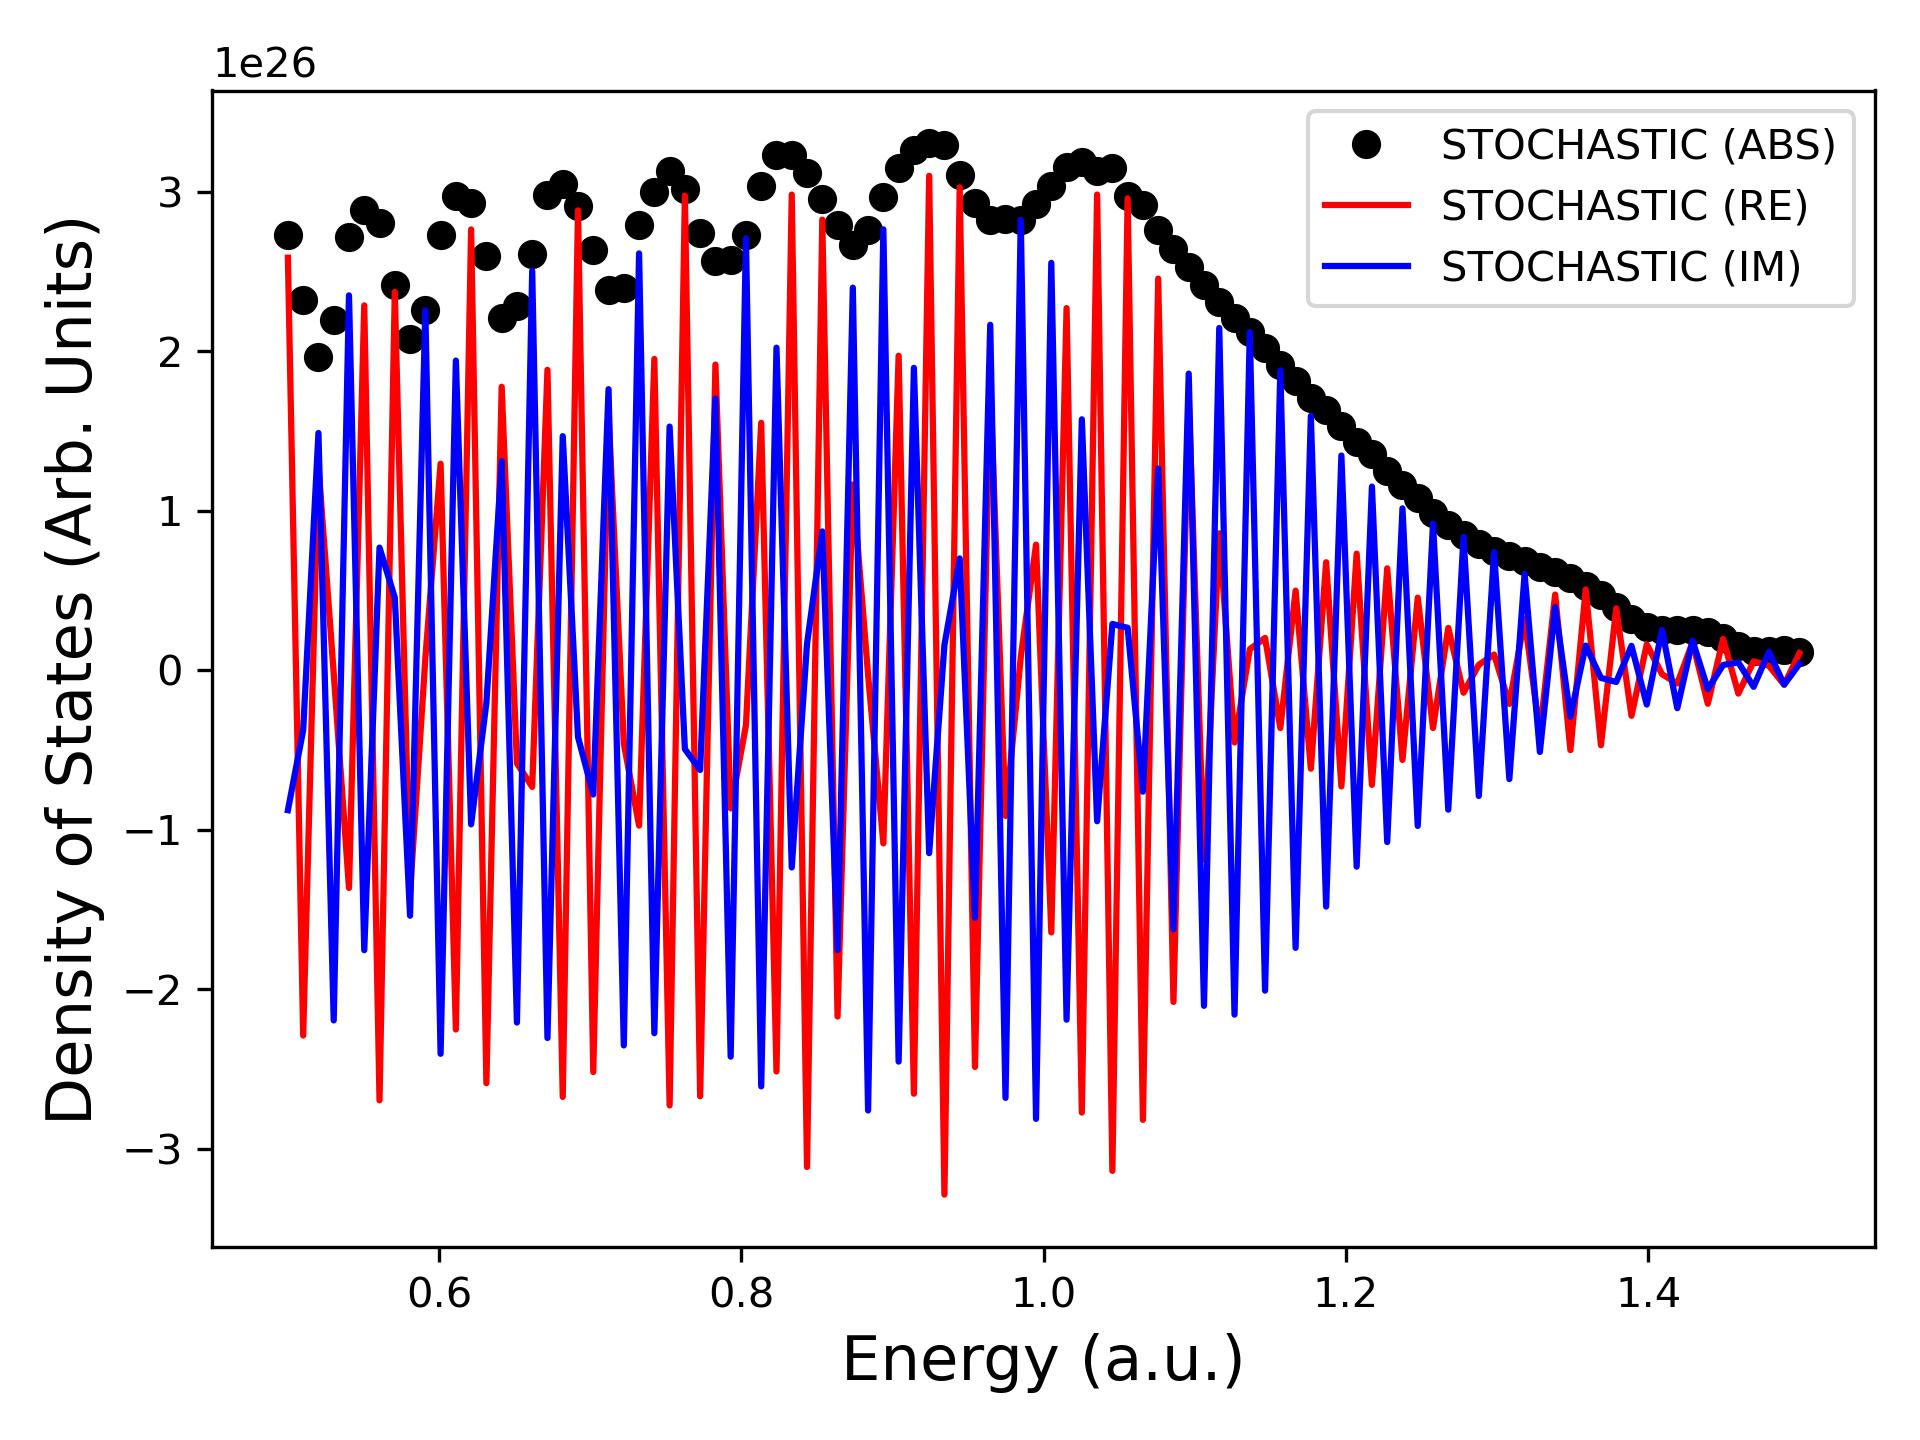 1e26
STOCHASTIC (ABS)
STOCHASTIC (RE)
STOCHASTIC (IM)
Density of States (Arb. Units)
3
2
1
0
−1
−2
−3
0.6 0.8 1.0 1.2 1.4
Energy (a.u.)